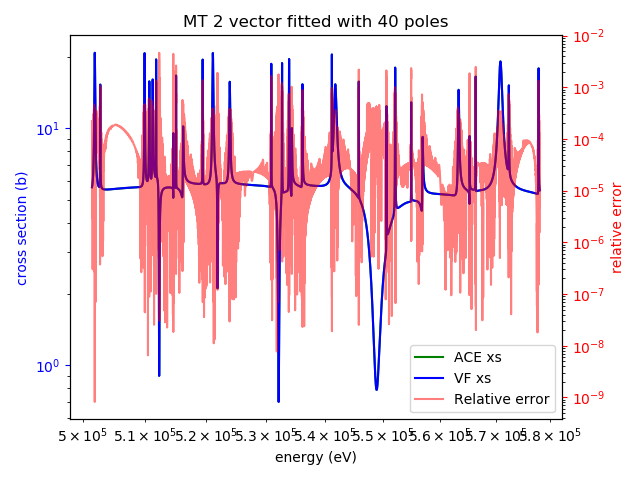 MT 2 vector fitted with 40 poles
cross section (b)
10¹
10⁰
relative error
10⁻²
10⁻³
10⁻⁴
10⁻⁵
10⁻⁶
10⁻⁷
10⁻⁸
10⁻⁹
ACE xs
VF xs
Relative error
5 × 10⁵ 5.1 × 10⁵ 5.2 × 10⁵ 5.3 × 10⁵ 5.4 × 10⁵ 5.5 × 10⁵ 5.6 × 10⁵ 5.7 × 10⁵ 5.8 × 10⁵
energy (eV)